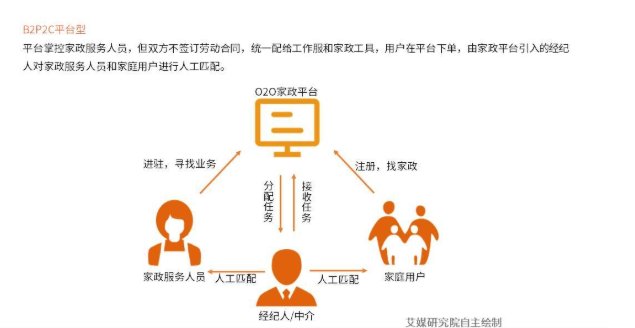 B2P2C平台型
平台掌控家政服务人员，但双方不签订劳动合同，统一配给工作服和家政工具，用户在平台下单，由家政平台引入的经纪
人对家政服务人员和家庭用户进行人工匹配。
O2O家政平台
进驻，寻找业务
注册，找家政
分配任务
接收任务
家政服务人员
人工匹配
人工匹配
家庭用户
经纪人/中介
艾媒研究院自主绘制